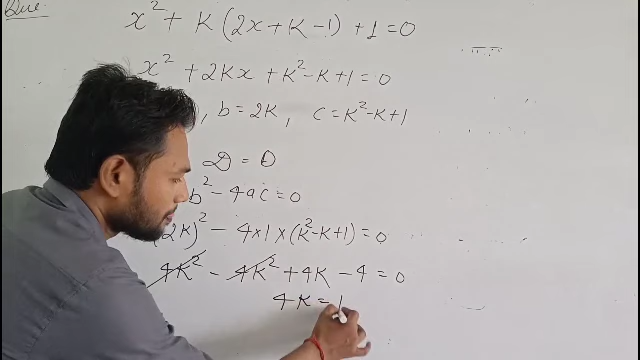 Que.
x² + K(2x+K-1)+1=0
x² + 2Kx + K²-K+1=0
, b=2K, C=K²-K+1
D = 0
b² - 4ac=0
(2K)² - 4×1×(K²-K+1)=0
4K² - 4K² + 4K - 4 = 0
4K=